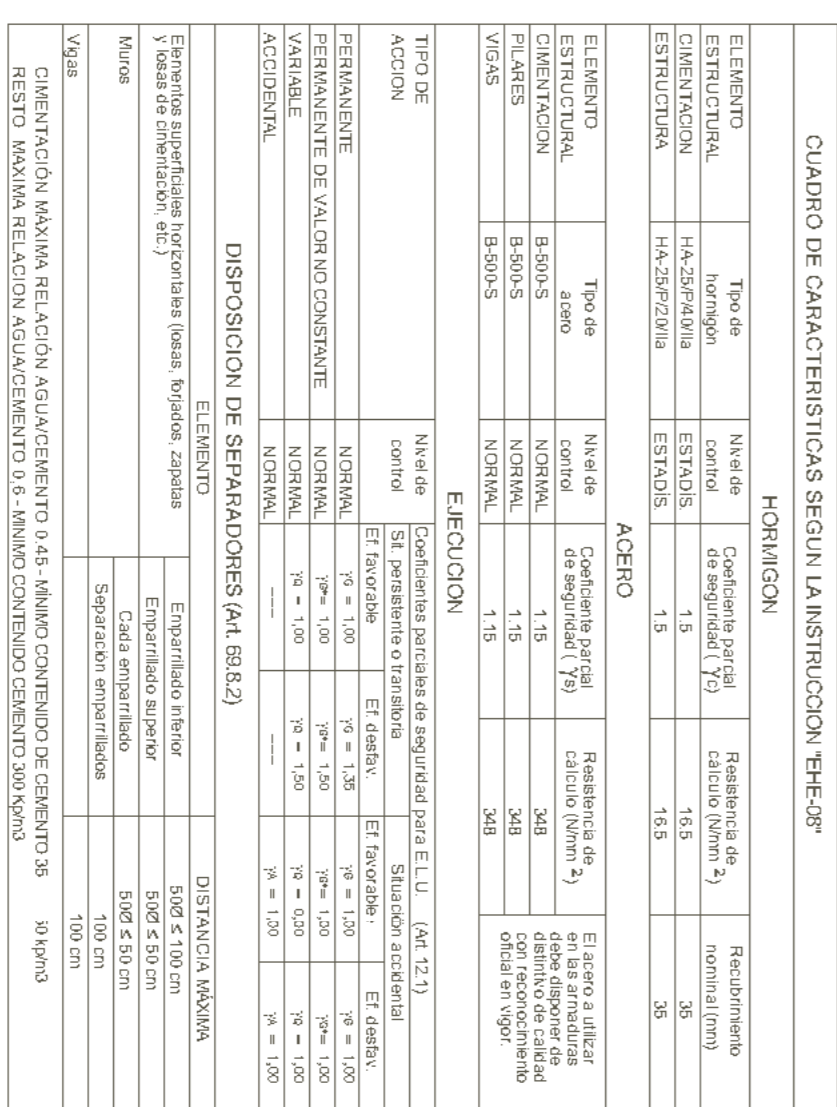 CUADRO DE CARACTERISTICAS SEGUN LA INSTRUCCION "EHE-08"
HORMIGON
ELEMENTO ESTRUCTURAL Tipo de hormigón Nivel de control Coeficiente parcial de seguridad ( γc) Resistencia de cálculo (N/mm 2) Recubrimiento nominal (mm)
CIMENTACION HA-25/P/40/IIa ESTADÍS. 1.5 16.5 35
ESTRUCTURA HA-25/P/20/IIa ESTADÍS. 1.5 16.5 35
ACERO
ELEMENTO ESTRUCTURAL Tipo de acero Nivel de control Coeficiente parcial de seguridad ( γs) Resistencia de cálculo (N/mm 2)
El acero a utilizar
en las armaduras
debe disponer de
distintivo de calidad
con reconocimiento
oficial en vigor.
CIMENTACION B-500-S NORMAL 1.15 348
PILARES B-500-S NORMAL 1.15 348
VIGAS B-500-S NORMAL 1.15 348
EJECUCION
TIPO DE ACCION Nivel de control Coeficientes parciales de seguridad para E.L.U. (Art. 12.1)
Sit. persistente o transitoria Situación accidental
Ef. favorable Ef. desfav. Ef. favorable Ef. desfav.
PERMANENTE NORMAL γG = 1,00 γG = 1,35 γG = 1,00 γG = 1,00
PERMANENTE DE VALOR NO CONSTANTE NORMAL γG*= 1,00 γG*= 1,50 γG*= 1,00 γG*= 1,00
VARIABLE NORMAL γQ = 1,00 γQ = 1,50 γQ = 0,00 γQ = 1,00
ACCIDENTAL NORMAL --- --- γA = 1,00 γA = 1,00
DISPOSICION DE SEPARADORES (Art. 69.8.2)
ELEMENTO DISTANCIA MÁXIMA
Elementos superficiales horizontales (losas, forjados, zapatas
y losas de cimentación, etc.)
Emparrillado inferior 50Ø ≤ 100 cm
Emparrillado superior 50Ø ≤ 50 cm
Muros Cada emparrillado 50Ø ≤ 50 cm
Separación emparrillados 100 cm
Vigas 100 cm
CIMENTACIÓN MÁXIMA RELACIÓN AGUA/CEMENTO 0.45 - MÍNIMO CONTENIDO DE CEMENTO 35 kp/m3
RESTO MAXIMA RELACION AGUA/CEMENTO 0,6 - MINIMO CONTENIDO CEMENTO 300 Kp/m3